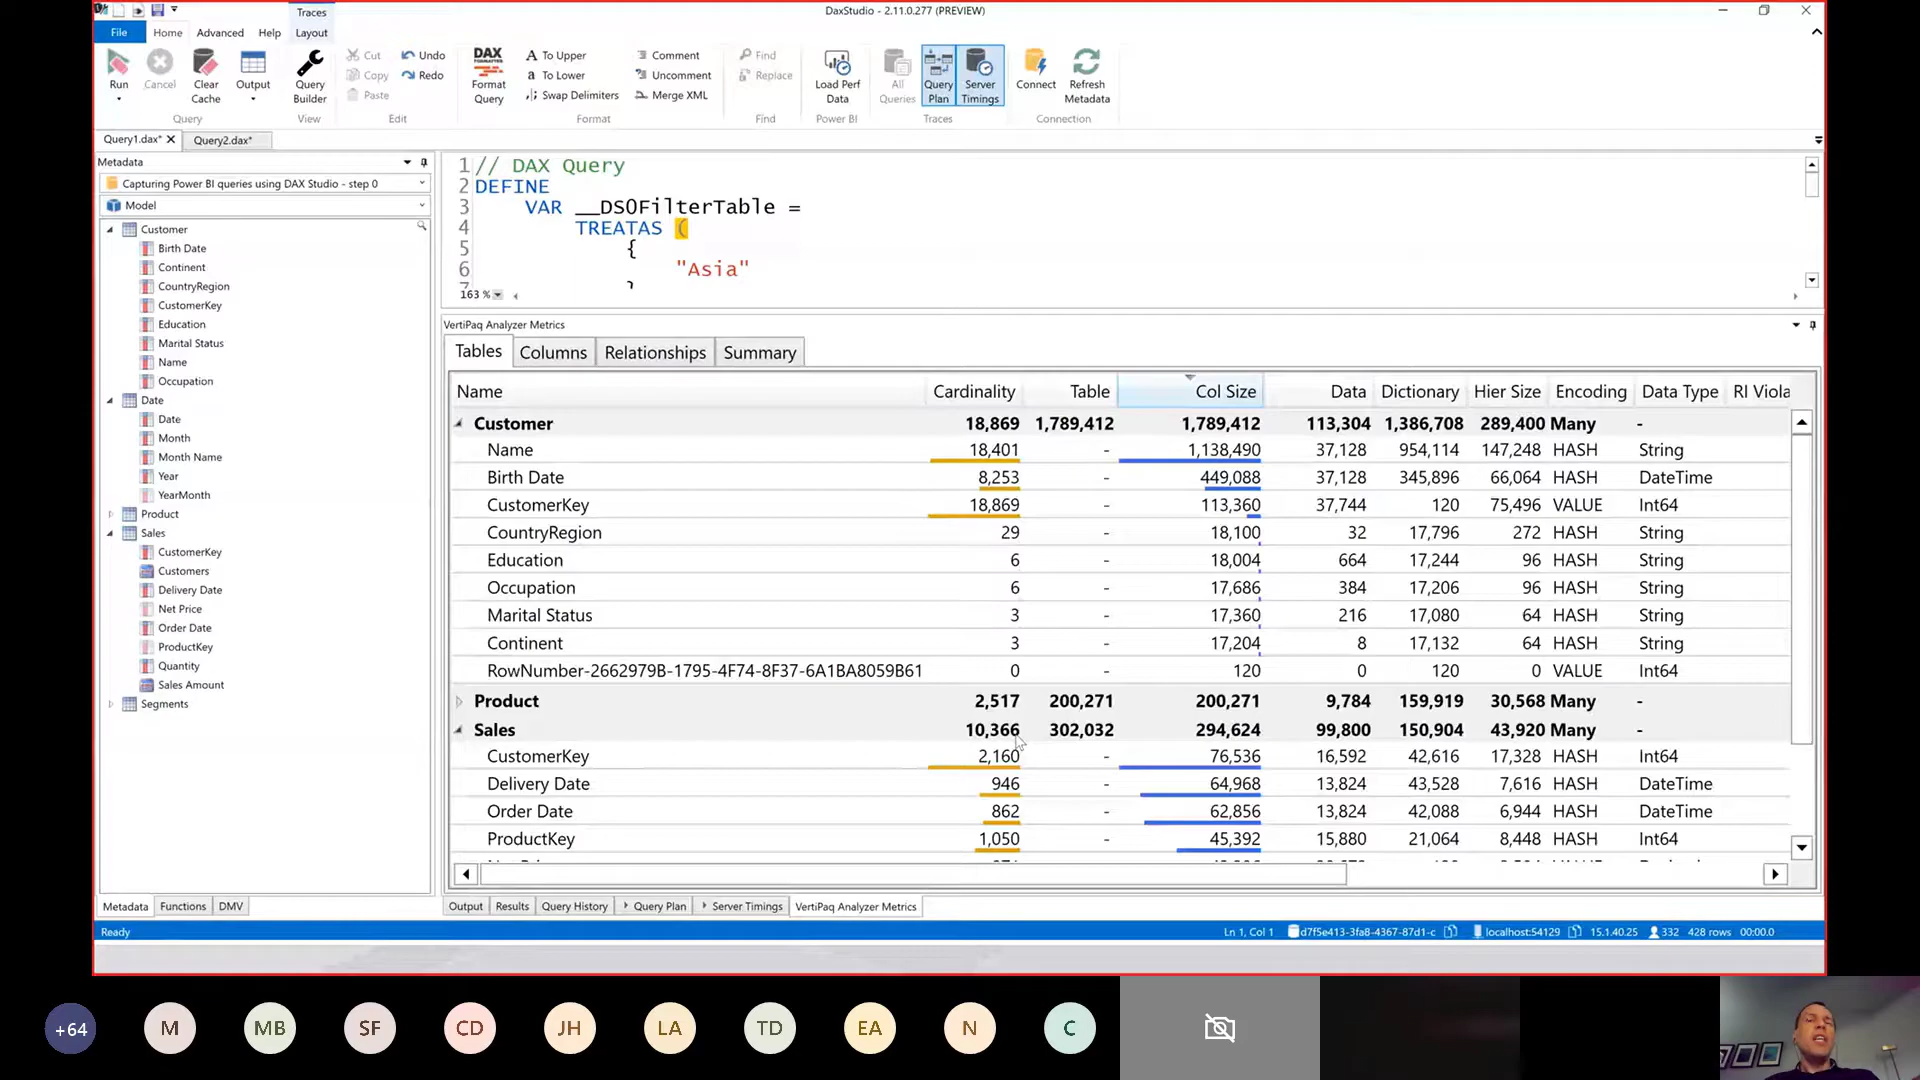 DaxStudio - 2.11.0.277 (PREVIEW)
Traces
File Home Advanced Help Layout
Run
Cancel
Clear Cache
Output
Query Builder
Cut
Copy
Paste
Undo
Redo
DAX FORMATTER
Format Query
To Upper
To Lower
Swap Delimiters
Comment
Uncomment
Merge XML
Find
Replace
Load Perf Data
All Queries
Query Plan
Server Timings
Connect
Refresh Metadata
Query View Edit Format Find Power BI Traces Connection
Query1.dax* Query2.dax*
Metadata
Capturing Power BI queries using DAX Studio - step 0
Model
Customer
Birth Date
Continent
CountryRegion
CustomerKey
Education
Marital Status
Name
Occupation
Date
Date
Month
Month Name
Year
YearMonth
Product
Sales
CustomerKey
Customers
Delivery Date
Net Price
Order Date
ProductKey
Quantity
Sales Amount
Segments
Metadata Functions DMV
1 // DAX Query
2 DEFINE
3 VAR __DS0FilterTable =
4 TREATAS (
5 {
6 "Asia"
163 %
VertiPaq Analyzer Metrics
Tables Columns Relationships Summary
Name Cardinality Table Col Size Data Dictionary Hier Size Encoding Data Type RI Viola
Customer 18,869 1,789,412 1,789,412 113,304 1,386,708 289,400 Many -
Name 18,401 - 1,138,490 37,128 954,114 147,248 HASH String
Birth Date 8,253 - 449,088 37,128 345,896 66,064 HASH DateTime
CustomerKey 18,869 - 113,360 37,744 120 75,496 VALUE Int64
CountryRegion 29 - 18,100 32 17,796 272 HASH String
Education 6 - 18,004 664 17,244 96 HASH String
Occupation 6 - 17,686 384 17,206 96 HASH String
Marital Status 3 - 17,360 216 17,080 64 HASH String
Continent 3 - 17,204 8 17,132 64 HASH String
RowNumber-2662979B-1795-4F74-8F37-6A1BA8059B61 0 - 120 0 120 0 VALUE Int64
Product 2,517 200,271 200,271 9,784 159,919 30,568 Many -
Sales 10,366 302,032 294,624 99,800 150,904 43,920 Many -
CustomerKey 2,160 - 76,536 16,592 42,616 17,328 HASH Int64
Delivery Date 946 - 64,968 13,824 43,528 7,616 HASH DateTime
Order Date 862 - 62,856 13,824 42,088 6,944 HASH DateTime
ProductKey 1,050 - 45,392 15,880 21,064 8,448 HASH Int64
Output Results Query History Query Plan Server Timings VertiPaq Analyzer Metrics
Ready Ln 1, Col 1 d7f5e413-3fa8-4367-87d1-c localhost:54129 15.1.40.25 332 428 rows 00:00.0
+64 M MB SF CD JH LA TD EA N C